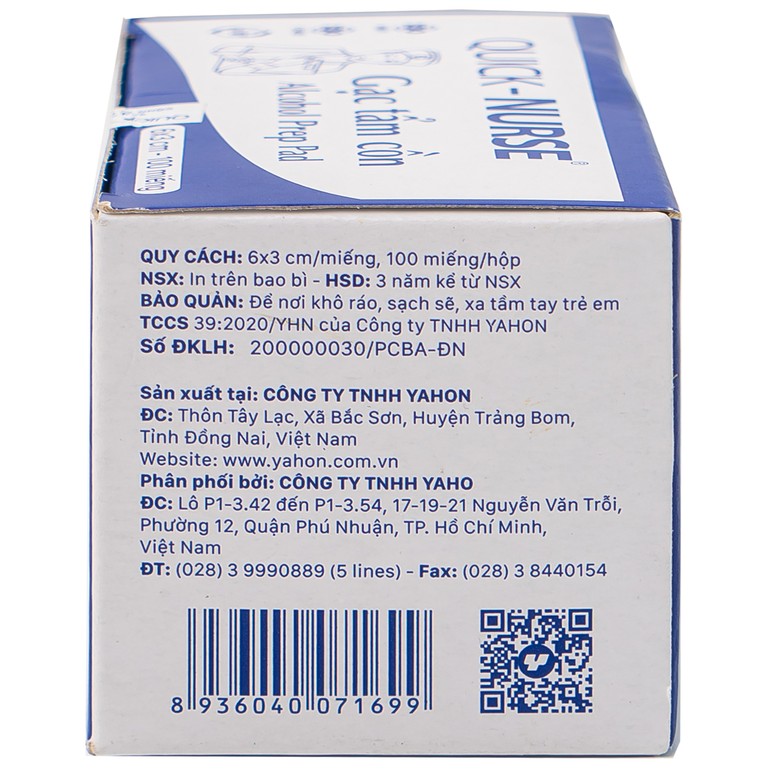 QUICK - NURSE®
Gạc tẩm cồn
Alcohol Prep Pad
6x3 cm - 100 miếng
QUY CÁCH: 6x3 cm/miếng, 100 miếng/hộp
NSX: In trên bao bì - HSD: 3 năm kể từ NSX
BẢO QUẢN: Để nơi khô ráo, sạch sẽ, xa tầm tay trẻ em
TCCS 39:2020/YHN của Công ty TNHH YAHON
Số ĐKLH: 200000030/PCBA-ĐN
Sản xuất tại: CÔNG TY TNHH YAHON
ĐC: Thôn Tây Lạc, Xã Bắc Sơn, Huyện Trảng Bom,
Tỉnh Đồng Nai, Việt Nam
Website: www.yahon.com.vn
Phân phối bởi: CÔNG TY TNHH YAHO
ĐC: Lô P1-3.42 đến P1-3.54, 17-19-21 Nguyễn Văn Trỗi,
Phường 12, Quận Phú Nhuận, TP. Hồ Chí Minh,
Việt Nam
ĐT: (028) 3 9990889 (5 lines) - Fax: (028) 3 8440154
8 936040 071699